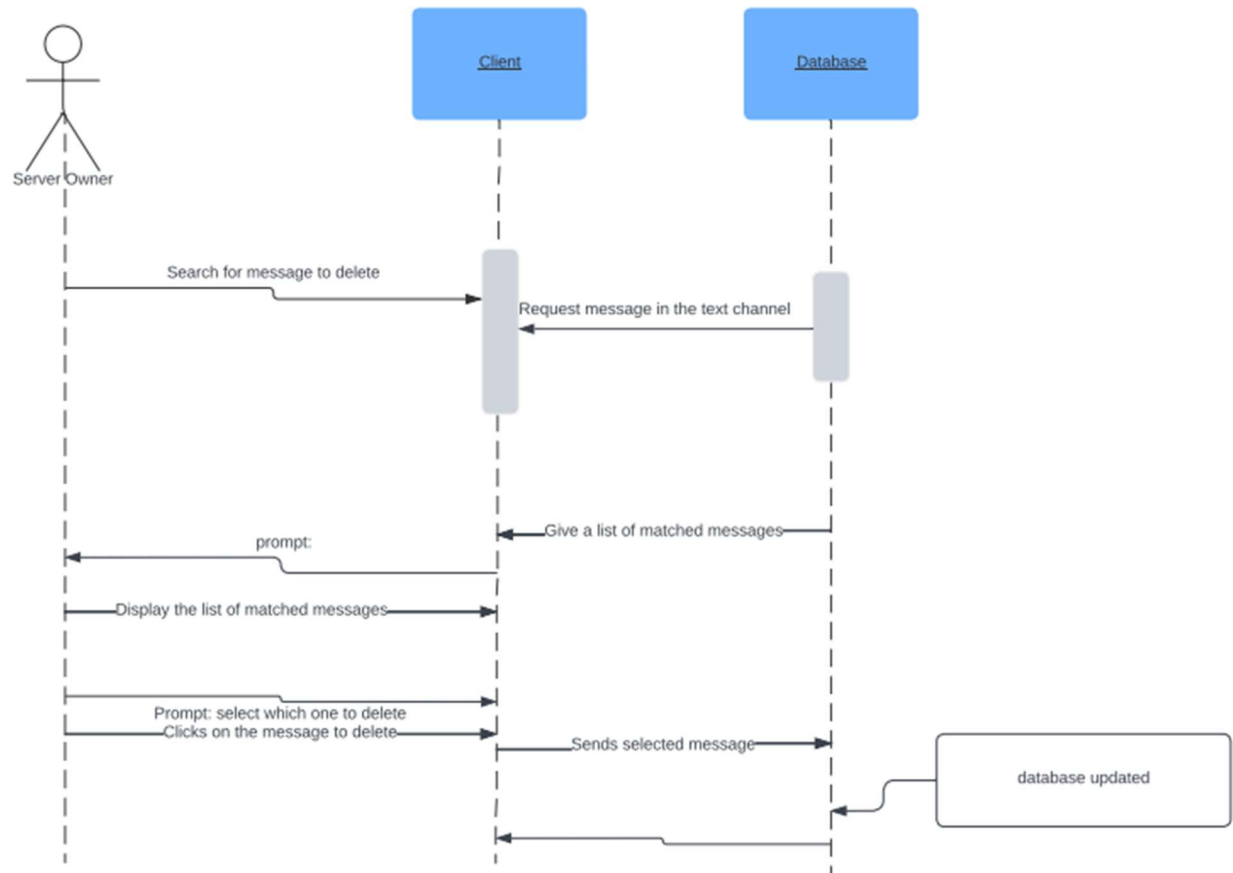 Client
Database
Server Owner
Search for message to delete
Request message in the text channel
Give a list of matched messages
prompt:
Display the list of matched messages
Prompt: select which one to delete
Clicks on the message to delete
Sends selected message
database updated